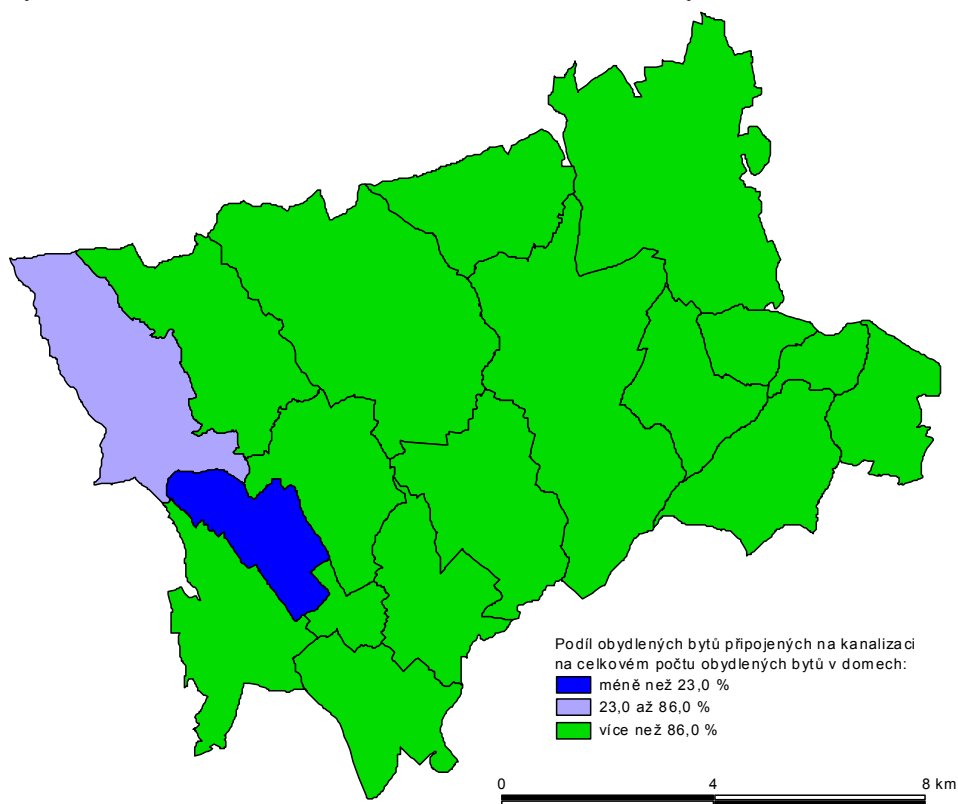 Podíl obydlených bytů připojených na kanalizaci
na celkovém počtu obydlených bytů v domech:
méně než 23,0 %
23,0 až 86,0 %
více než 86,0 %
0 4 8 km